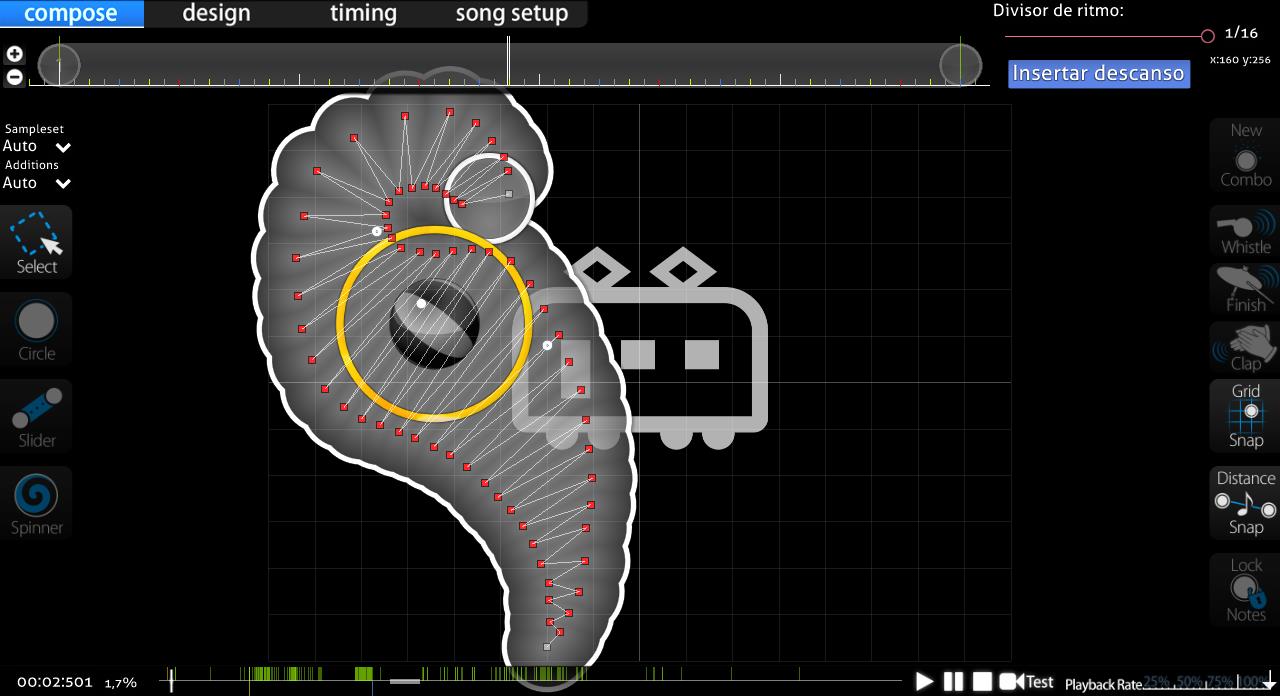 compose design timing song setup
Divisor de ritmo:
1/16
x:160 y:256
Insertar descanso
Sampleset
Auto
Additions
Auto
Select
Circle
Slider
Spinner
New
Combo
Whistle
Finish
Clap
Grid
Snap
Distance
Snap
Lock
Notes
00:02:501 1,7%
Test
Playback Rate 25% 50% 75% 100%